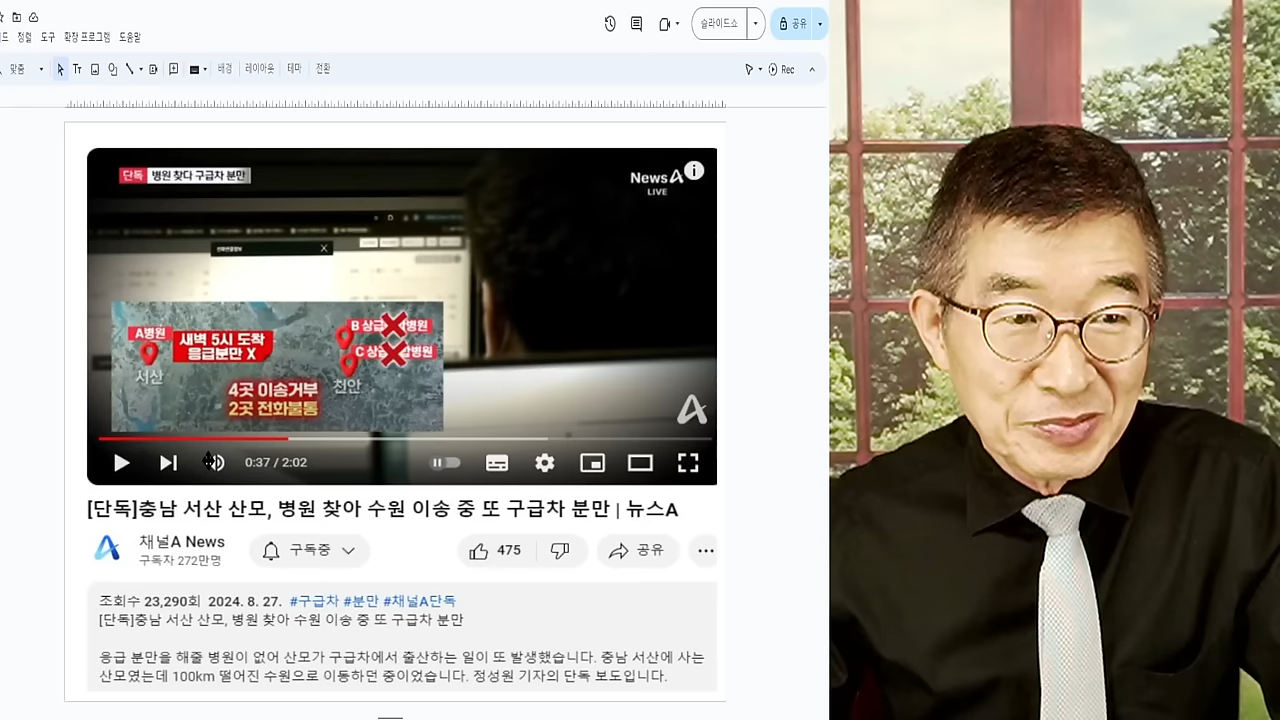 정렬 도구 확장 프로그램 도움말
슬라이드쇼
공유
맞춤
배경 레이아웃 테마 전환
Rec
단독 병원 찾다 구급차 분만
News A
LIVE
A병원
새벽 5시 도착
응급분만 X
서산
B 상급 병원
C 상급 병원
천안
4곳 이송거부
2곳 전화불통
0:37 / 2:02
[단독]충남 서산 산모, 병원 찾아 수원 이송 중 또 구급차 분만 | 뉴스A
채널A News
구독자 272만명
구독중
475
공유
조회수 23,290회 2024. 8. 27. #구급차 #분만 #채널A단독
[단독]충남 서산 산모, 병원 찾아 수원 이송 중 또 구급차 분만
응급 분만을 해줄 병원이 없어 산모가 구급차에서 출산하는 일이 또 발생했습니다. 충남 서산에 사는
산모였는데 100km 떨어진 수원으로 이동하던 중이었습니다. 정성원 기자의 단독 보도입니다.